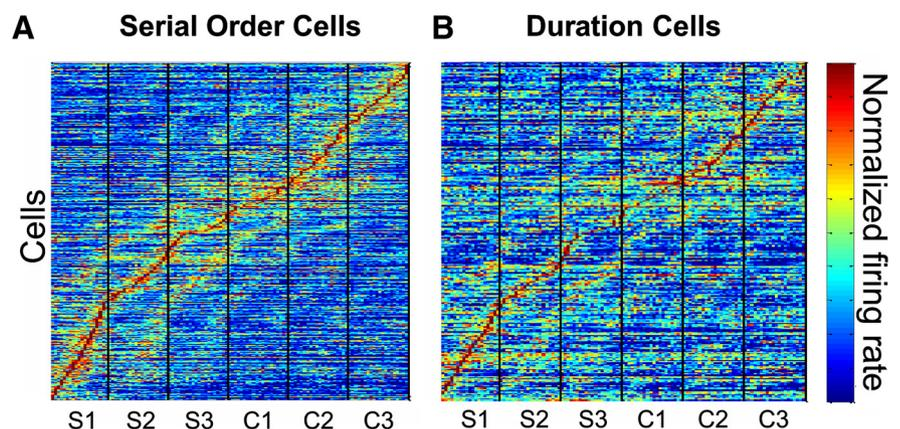 A
Serial Order Cells
B
Duration Cells
Cells
S1 S2 S3 C1 C2 C3
S1 S2 S3 C1 C2 C3
Normalized firing rate